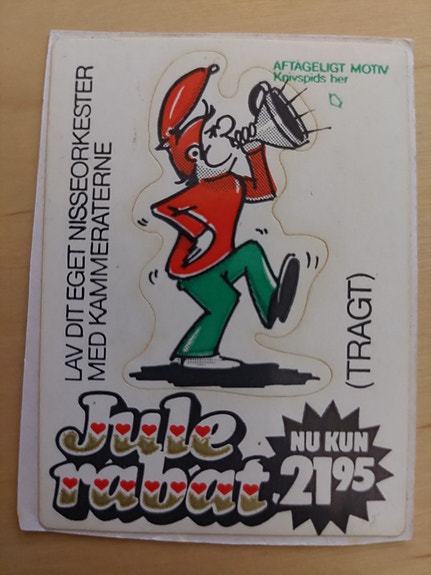 AFTAGELIGT MOTIV
Knivspids her
LAV DIT EGET NISSEORKESTER
MED KAMMERATERNE
(TRAGT)
Jule
rabat
NU KUN
2195